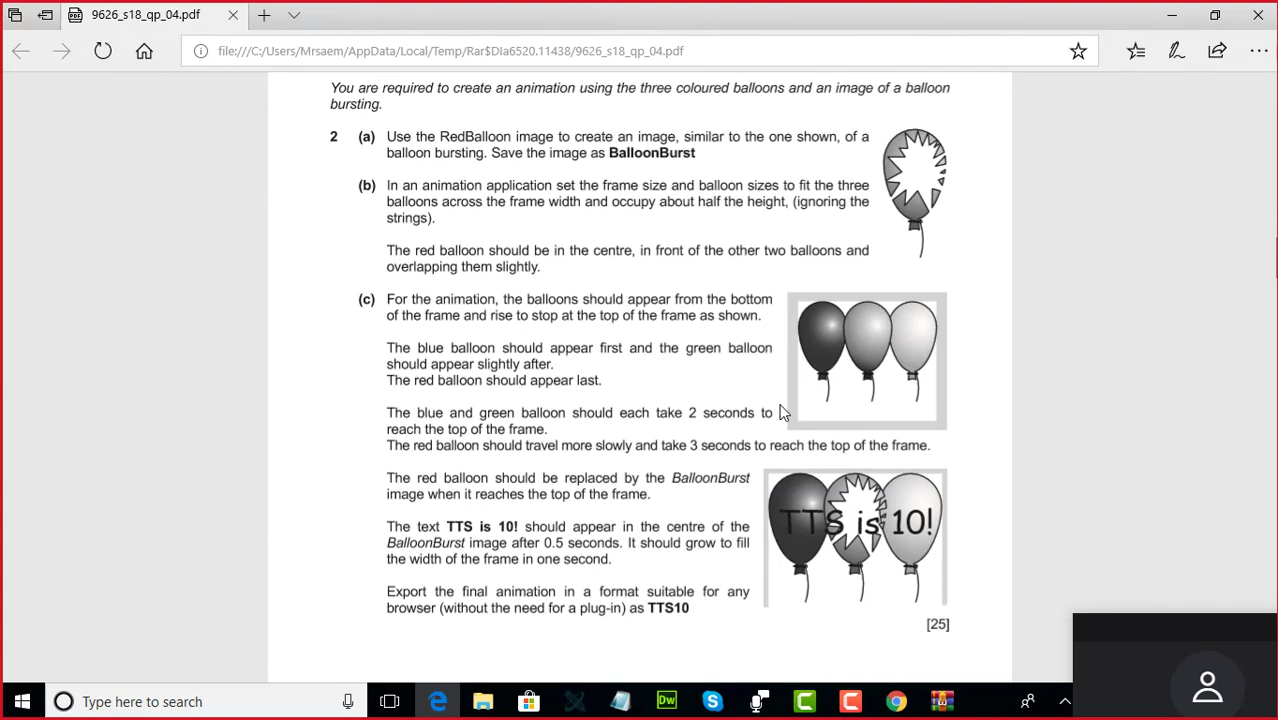 9626_s18_qp_04.pdf
file:///C:/Users/Mrsaem/AppData/Local/Temp/Rar$DIa6520.11438/9626_s18_qp_04.pdf
You are required to create an animation using the three coloured balloons and an image of a balloon
bursting.
2 (a) Use the RedBalloon image to create an image, similar to the one shown, of a
balloon bursting. Save the image as BalloonBurst
(b) In an animation application set the frame size and balloon sizes to fit the three
balloons across the frame width and occupy about half the height, (ignoring the
strings).
The red balloon should be in the centre, in front of the other two balloons and
overlapping them slightly.
(c) For the animation, the balloons should appear from the bottom
of the frame and rise to stop at the top of the frame as shown.
The blue balloon should appear first and the green balloon
should appear slightly after.
The red balloon should appear last.
The blue and green balloon should each take 2 seconds to
reach the top of the frame.
The red balloon should travel more slowly and take 3 seconds to reach the top of the frame.
The red balloon should be replaced by the BalloonBurst
image when it reaches the top of the frame.
The text TTS is 10! should appear in the centre of the
BalloonBurst image after 0.5 seconds. It should grow to fill
the width of the frame in one second.
TTS is 10!
Export the final animation in a format suitable for any
browser (without the need for a plug-in) as TTS10
[25]
Type here to search
Dw